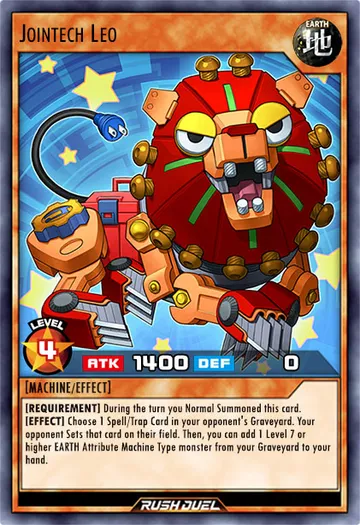 Jointech Leo
EARTH
地
LEVEL
4
ATK 1400 DEF 0
[MACHINE/EFFECT]
[REQUIREMENT] During the turn you Normal Summoned this card.
[EFFECT] Choose 1 Spell/Trap Card in your opponent's Graveyard. Your
opponent Sets that card on their field. Then, you can add 1 Level 7 or
higher EARTH Attribute Machine Type monster from your Graveyard to your
hand.
RUSH DUEL